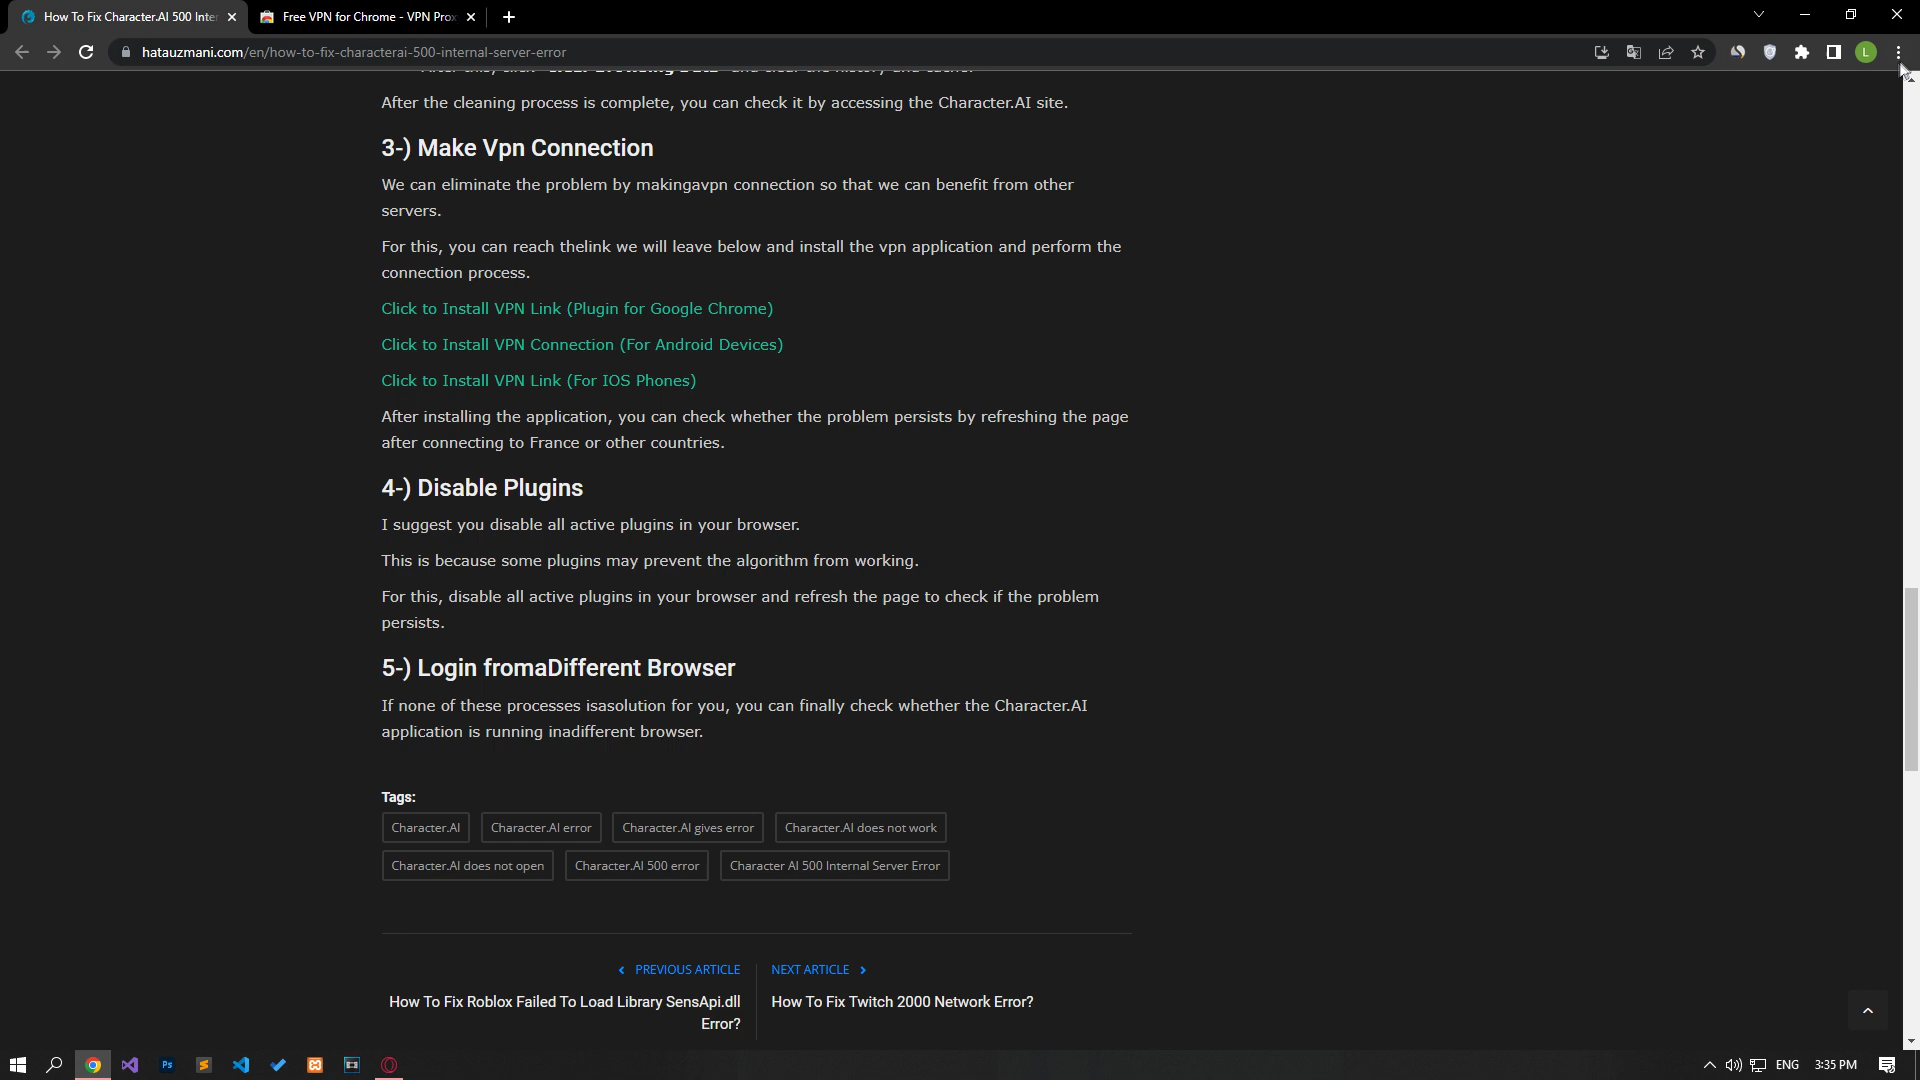 How To Fix Character.AI 500 Inter
Free VPN for Chrome - VPN Prox
hatauzmani.com/en/how-to-fix-characterai-500-internal-server-error
L
After the cleaning process is complete, you can check it by accessing the Character.AI site.
3-) Make Vpn Connection
We can eliminate the problem by makingavpn connection so that we can benefit from other
servers.
For this, you can reach thelink we will leave below and install the vpn application and perform the
connection process.
Click to Install VPN Link (Plugin for Google Chrome)
Click to Install VPN Connection (For Android Devices)
Click to Install VPN Link (For IOS Phones)
After installing the application, you can check whether the problem persists by refreshing the page
after connecting to France or other countries.
4-) Disable Plugins
I suggest you disable all active plugins in your browser.
This is because some plugins may prevent the algorithm from working.
For this, disable all active plugins in your browser and refresh the page to check if the problem
persists.
5-) Login fromaDifferent Browser
If none of these processes isasolution for you, you can finally check whether the Character.AI
application is running inadifferent browser.
Tags:
Character.AI Character.AI error Character.AI gives error Character.AI does not work
Character.AI does not open Character.AI 500 error Character AI 500 Internal Server Error
PREVIOUS ARTICLE
How To Fix Roblox Failed To Load Library SensApi.dll
Error?
NEXT ARTICLE
How To Fix Twitch 2000 Network Error?
Ps
ENG 3:35 PM